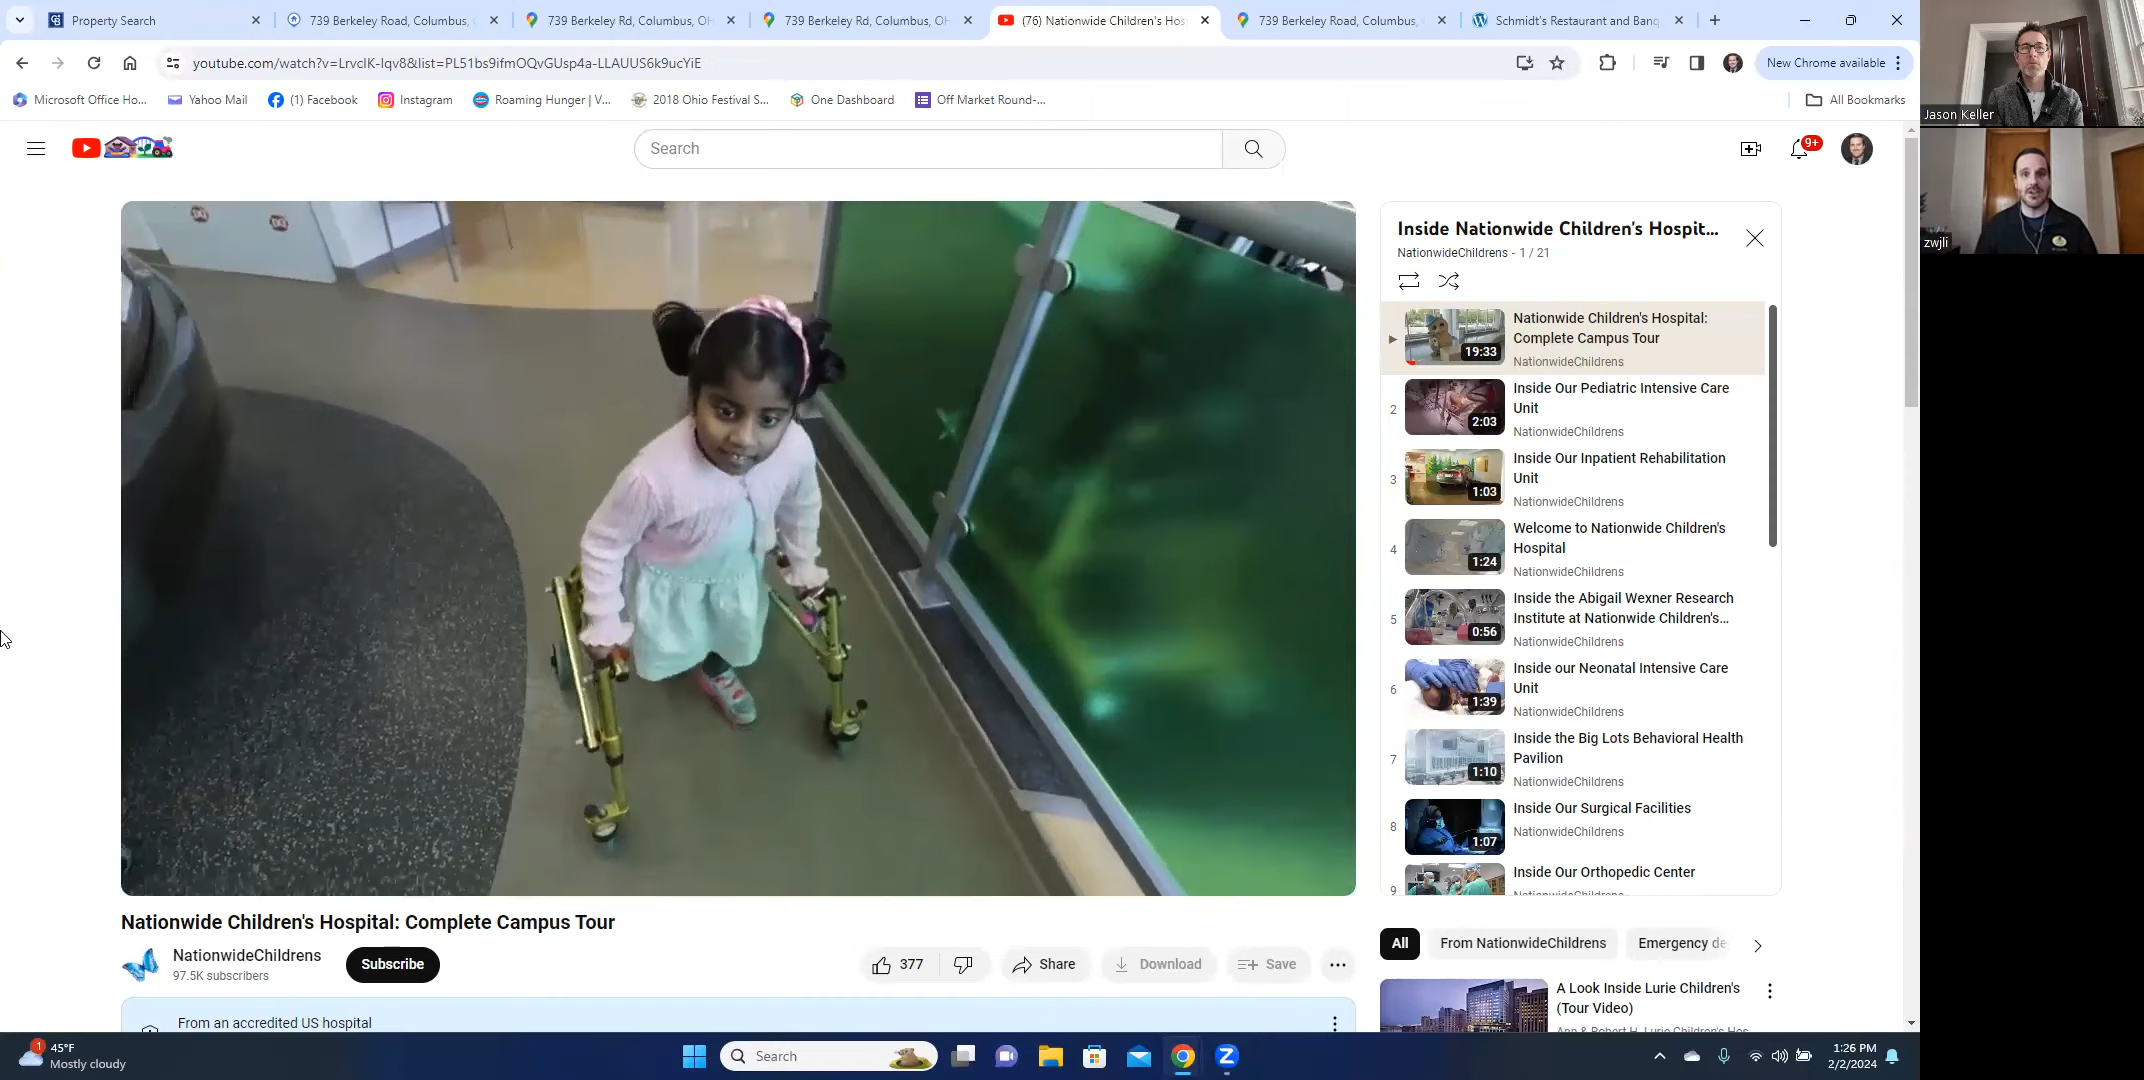 Property Search
739 Berkeley Road, Columbus,
739 Berkeley Rd, Columbus, OH
739 Berkeley Rd, Columbus, OH
(76) Nationwide Children's Hos
739 Berkeley Road, Columbus,
Schmidt's Restaurant and Banq
youtube.com/watch?v=LrvclK-Iqv8&list=PL51bs9ifmOQvGUsp4a-LLAUUS6k9ucYiE
New Chrome available
Microsoft Office Ho...
Yahoo Mail
(1) Facebook
Instagram
Roaming Hunger | V...
2018 Ohio Festival S...
One Dashboard
Off Market Round-...
All Bookmarks
Jason Keller
zwjli
Search
9+
Inside Nationwide Children's Hospit...
NationwideChildrens - 1 / 21
Nationwide Children's Hospital:
Complete Campus Tour
NationwideChildrens
19:33
2
Inside Our Pediatric Intensive Care
Unit
NationwideChildrens
2:03
3
Inside Our Inpatient Rehabilitation
Unit
NationwideChildrens
1:03
4
Welcome to Nationwide Children's
Hospital
NationwideChildrens
1:24
5
Inside the Abigail Wexner Research
Institute at Nationwide Children's...
NationwideChildrens
0:56
6
Inside our Neonatal Intensive Care
Unit
NationwideChildrens
1:39
7
Inside the Big Lots Behavioral Health
Pavilion
NationwideChildrens
1:10
8
Inside Our Surgical Facilities
NationwideChildrens
1:07
9
Inside Our Orthopedic Center
NationwideChildrens
Nationwide Children's Hospital: Complete Campus Tour
NationwideChildrens
97.5K subscribers
Subscribe
377
Share
Download
Save
From an accredited US hospital
All
From NationwideChildrens
Emergency de
A Look Inside Lurie Children's
(Tour Video)
Ann & Robert H. Lurie Children's Hos
1
45°F
Mostly cloudy
Search
1:26 PM
2/2/2024